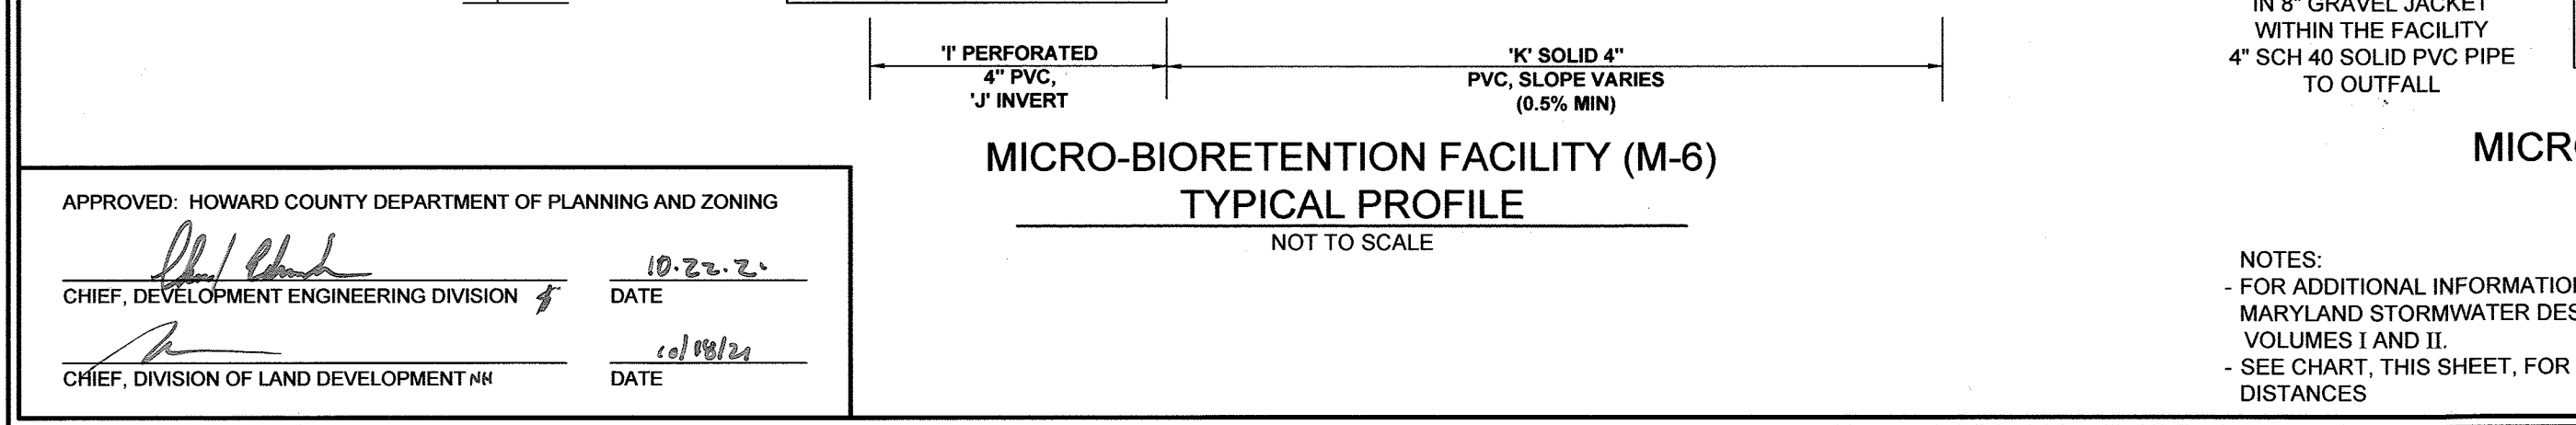 'I' PERFORATED
4" PVC,
'J' INVERT
'K' SOLID 4"
PVC, SLOPE VARIES
(0.5% MIN)
MICRO-BIORETENTION FACILITY (M-6)
TYPICAL PROFILE
NOT TO SCALE
APPROVED: HOWARD COUNTY DEPARTMENT OF PLANNING AND ZONING
10.22.2
CHIEF, DEVELOPMENT ENGINEERING DIVISION
DATE
10/18/21
CHIEF, DIVISION OF LAND DEVELOPMENT NH
DATE
IN 8" GRAVEL JACKET
WITHIN THE FACILITY
4" SCH 40 SOLID PVC PIPE
TO OUTFALL
MICR
NOTES:
- FOR ADDITIONAL INFORMATION
MARYLAND STORMWATER DES
VOLUMES I AND II.
- SEE CHART, THIS SHEET, FOR
DISTANCES